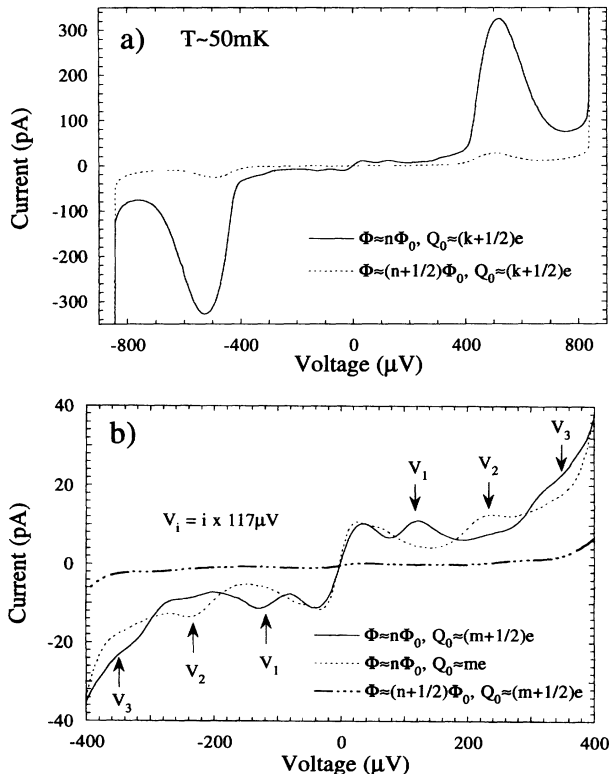 a) T~50mK
300
200
100
0
-100
-200
-300
Current (pA)
Φ≈nΦ₀, Q₀≈(k+1/2)e
Φ≈(n+1/2)Φ₀, Q₀≈(k+1/2)e
-800 -400 0 400 800
Voltage (μV)
b)
40
20
0
-20
-40
Current (pA)
V₁ V₂ V₃
Vᵢ = i x 117μV
V₃ V₂ V₁
Φ≈nΦ₀, Q₀≈(m+1/2)e
Φ≈nΦ₀, Q₀≈me
Φ≈(n+1/2)Φ₀, Q₀≈(m+1/2)e
-400 -200 0 200 400
Voltage (μV)